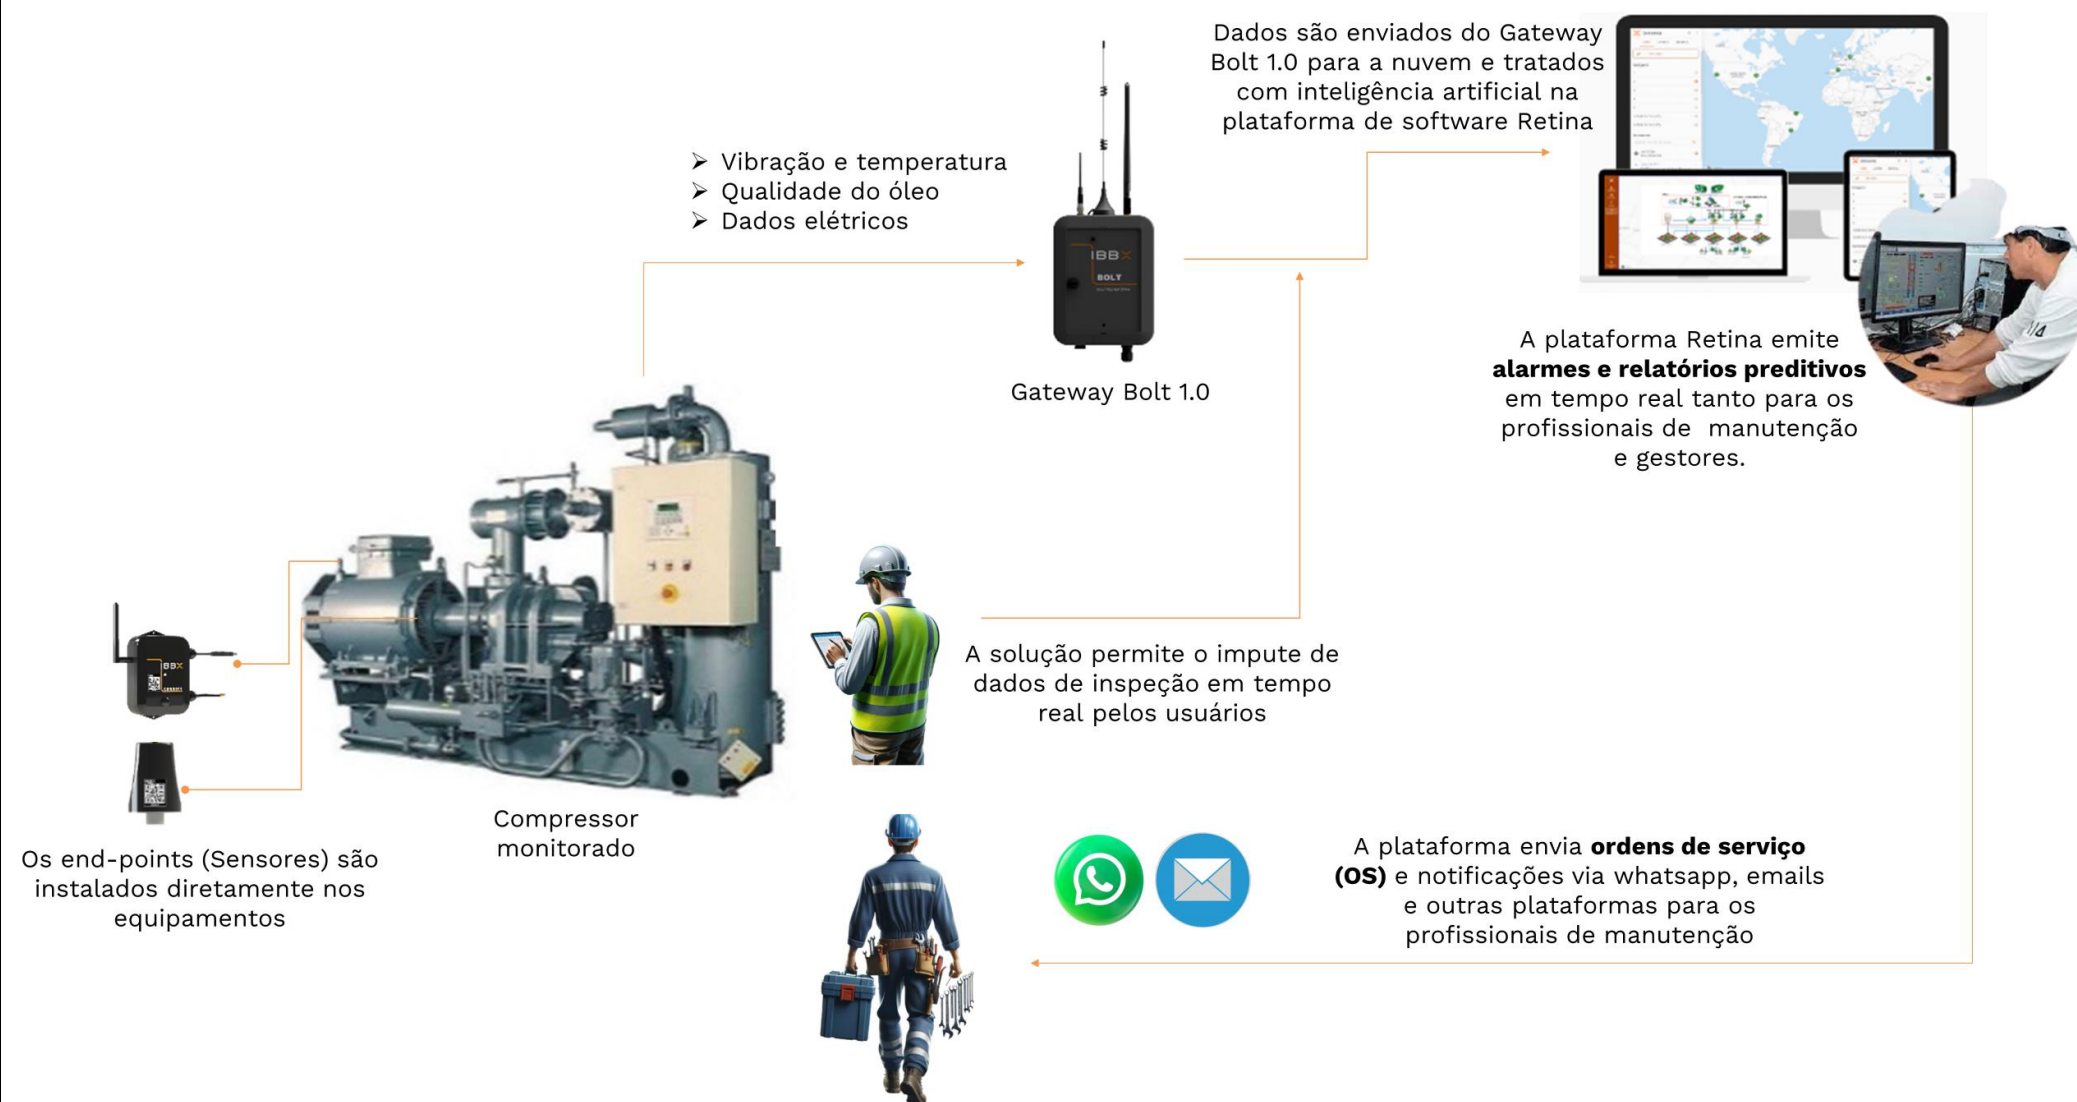 Dados são enviados do Gateway
Bolt 1.0 para a nuvem e tratados
com inteligência artificial na
plataforma de software Retina
➢ Vibração e temperatura
➢ Qualidade do óleo
➢ Dados elétricos
IBBX
BOLT
Gateway Bolt 1.0
A plataforma Retina emite
alarmes e relatórios preditivos
em tempo real tanto para os
profissionais de  manutenção
e gestores.
A solução permite o impute de
dados de inspeção em tempo
real pelos usuários
Compressor
monitorado
Os end-points (Sensores) são
instalados diretamente nos
equipamentos
A plataforma envia ordens de serviço
(OS) e notificações via whatsapp, emails
e outras plataformas para os
profissionais de manutenção